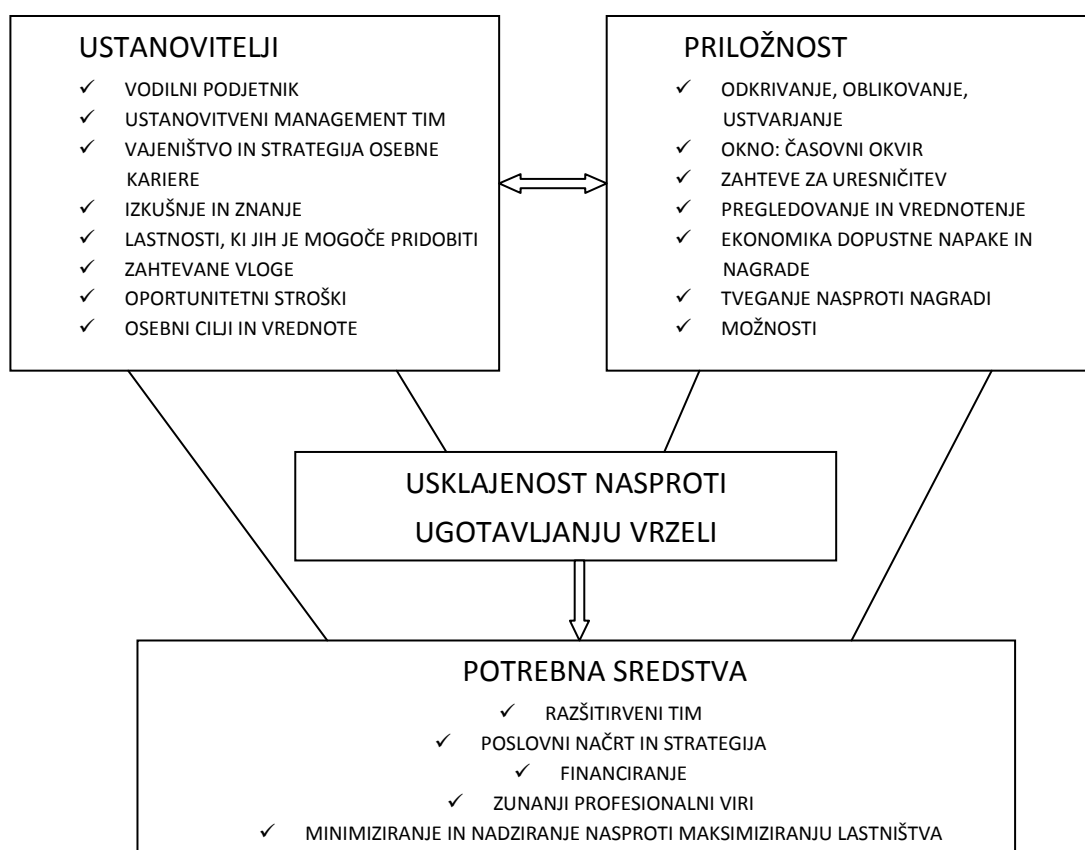 USTANOVITELJI
✓ VODILNI PODJETNIK
✓ USTANOVITVENI MANAGEMENT TIM
✓ VAJENIŠTVO IN STRATEGIJA OSEBNE
KARIERE
✓ IZKUŠNJE IN ZNANJE
✓ LASTNOSTI, KI JIH JE MOGOČE PRIDOBITI
✓ ZAHTEVANE VLOGE
✓ OPORTUNITETNI STROŠKI
✓ OSEBNI CILJI IN VREDNOTE
PRILOŽNOST
✓ ODKRIVANJE, OBLIKOVANJE,
USTVARJANJE
✓ OKNO: ČASOVNI OKVIR
✓ ZAHTEVE ZA URESNIČITEV
✓ PREGLEDOVANJE IN VREDNOTENJE
✓ EKONOMIKA DOPUSTNE NAPAKE IN
NAGRADE
✓ TVEGANJE NASPROTI NAGRADI
✓ MOŽNOSTI
USKLAJENOST NASPROTI
UGOTAVLJANJU VRZELI
POTREBNA SREDSTVA
✓ RAZŠITIRVENI TIM
✓ POSLOVNI NAČRT IN STRATEGIJA
✓ FINANCIRANJE
✓ ZUNANJI PROFESIONALNI VIRI
✓ MINIMIZIRANJE IN NADZIRANJE NASPROTI MAKSIMIZIRANJU LASTNIŠTVA